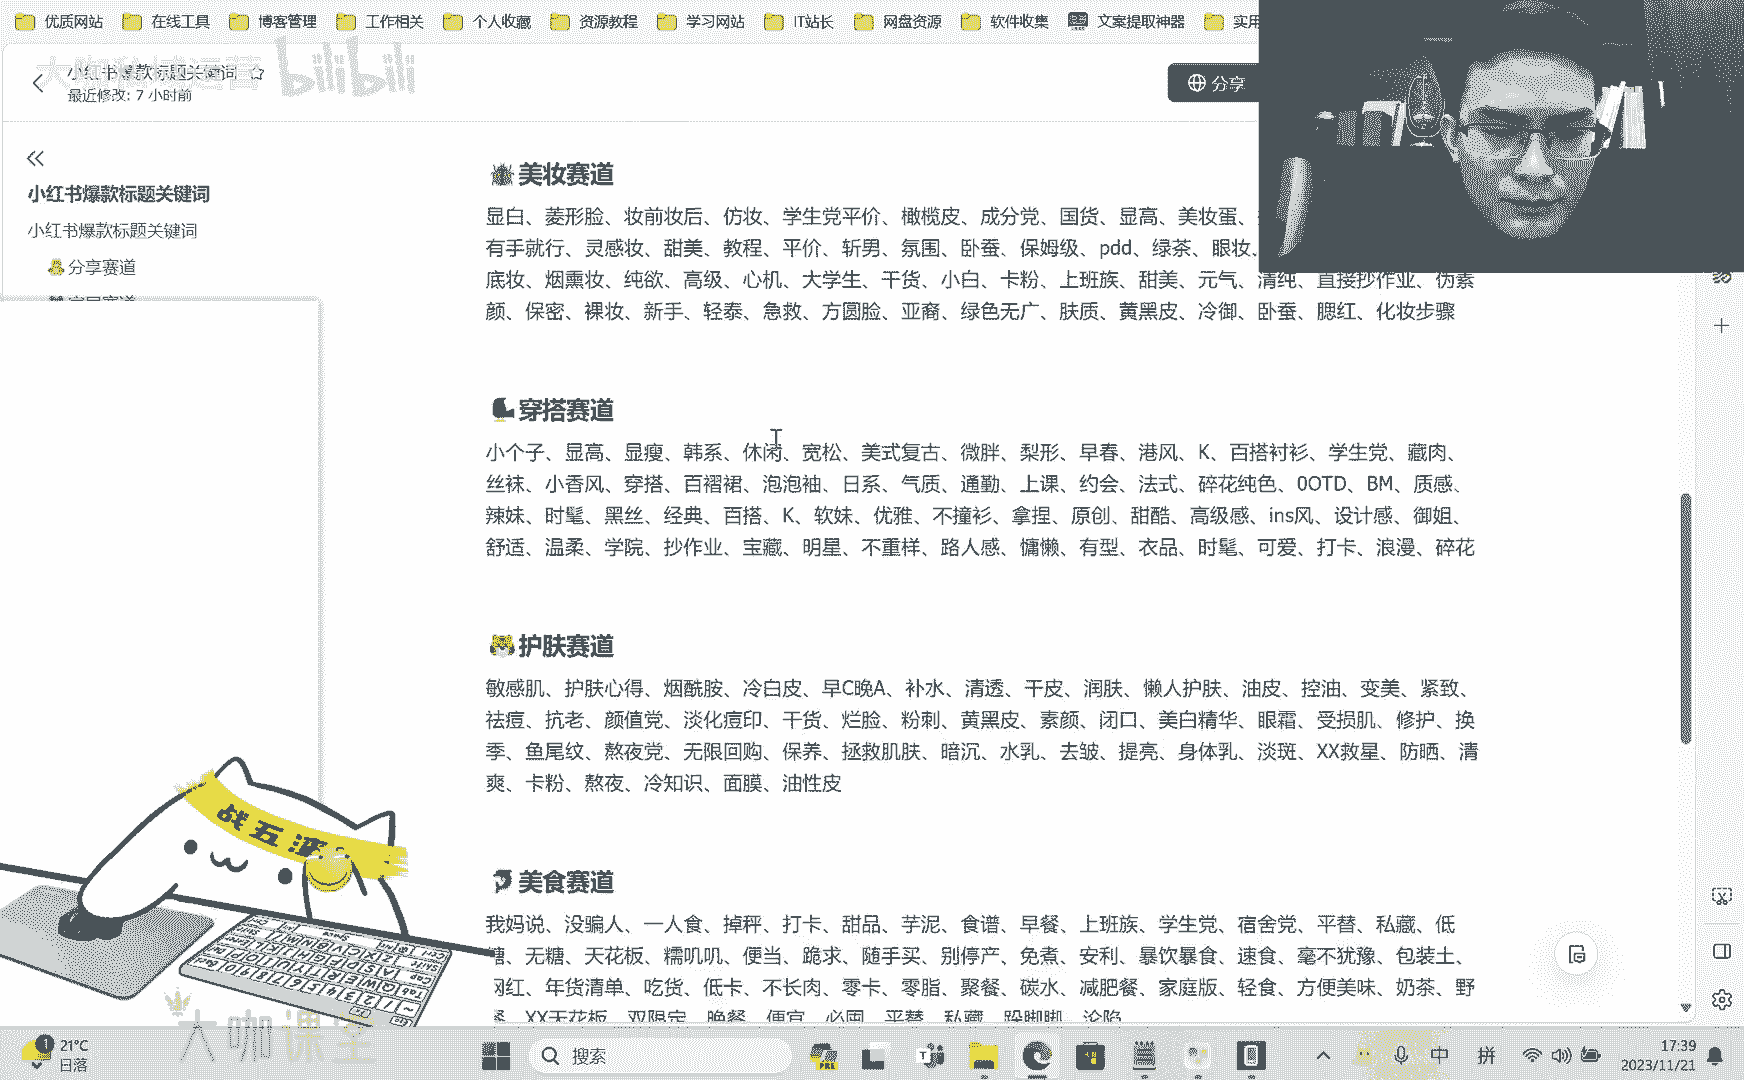 优质网站 在线工具 博客管理 工作相关 个人收藏 资源教程 学习网站 IT站长 网盘资源 软件收集 文案提取神器 实用
小红书爆款标题关键词
bilibili
最近修改: 7 小时前
分享
小红书爆款标题关键词
小红书爆款标题关键词
分享赛道
美妆赛道
显白、菱形脸、妆前妆后、仿妆、学生党平价、橄榄皮、成分党、国货、显高、美妆蛋、
有手就行、灵感妆、甜美、教程、平价、斩男、氛围、卧蚕、保姆级、pdd、绿茶、眼妆、
底妆、烟熏妆、纯欲、高级、心机、大学生、干货、小白、卡粉、上班族、甜美、元气、清纯、直接抄作业、伪素
颜、保密、裸妆、新手、轻泰、急救、方圆脸、亚裔、绿色无广、肤质、黄黑皮、冷御、卧蚕、腮红、化妆步骤
穿搭赛道
小个子、显高、显瘦、韩系、休闲、宽松、美式复古、微胖、梨形、早春、港风、K、百搭衬衫、学生党、藏肉、
丝袜、小香风、穿搭、百褶裙、泡泡袖、日系、气质、通勤、上课、约会、法式、碎花纯色、0OTD、BM、质感、
辣妹、时髦、黑丝、经典、百搭、K、软妹、优雅、不撞衫、拿捏、原创、甜酷、高级感、ins风、设计感、御姐、
舒适、温柔、学院、抄作业、宝藏、明星、不重样、路人感、慵懒、有型、衣品、时髦、可爱、打卡、浪漫、碎花
护肤赛道
敏感肌、护肤心得、烟酰胺、冷白皮、早C晚A、补水、清透、干皮、润肤、懒人护肤、油皮、控油、变美、紧致、
祛痘、抗老、颜值党、淡化痘印、干货、烂脸、粉刺、黄黑皮、素颜、闭口、美白精华、眼霜、受损肌、修护、换
季、鱼尾纹、熬夜党、无限回购、保养、拯救肌肤、暗沉、水乳、去皱、提亮、身体乳、淡斑、XX救星、防晒、清
爽、卡粉、熬夜、冷知识、面膜、油性皮
美食赛道
我妈说、没骗人、一人食、掉秤、打卡、甜品、芋泥、食谱、早餐、上班族、学生党、宿舍党、平替、私藏、低
糖、无糖、天花板、糯叽叽、便当、跪求、随手买、别停产、免煮、安利、暴饮暴食、速食、毫不犹豫、包装土、
网红、年货清单、吃货、低卡、不长肉、零卡、零脂、聚餐、碳水、减肥餐、家庭版、轻食、方便美味、奶茶、野
XX天花板、双限定、晚餐、便宜、必囤、平替、私藏、跺脚脚、沦陷
战五渣
大咖课堂
21°C
日落
搜索
中 拼
17:39
2023/11/21